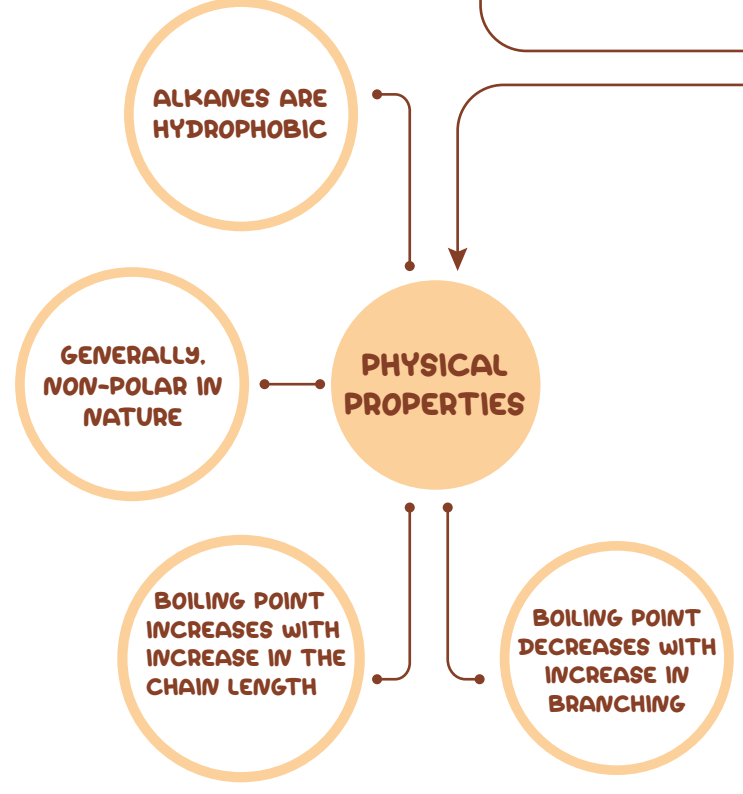 ALKANES ARE
HYDROPHOBIC
GENERALLY,
NON-POLAR IN
NATURE
PHYSICAL
PROPERTIES
BOILING POINT
INCREASES WITH
INCREASE IN THE
CHAIN LENGTH
BOILING POINT
DECREASES WITH
INCREASE IN
BRANCHING